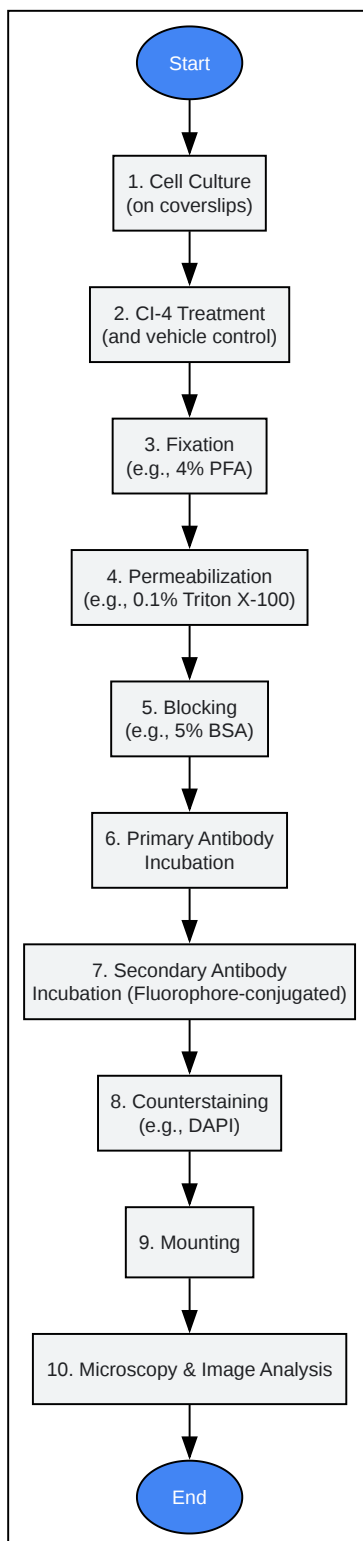 Start
1. Cell Culture
(on coverslips)
2. CI-4 Treatment
(and vehicle control)
3. Fixation
(e.g., 4% PFA)
4. Permeabilization
(e.g., 0.1% Triton X-100)
5. Blocking
(e.g., 5% BSA)
6. Primary Antibody
Incubation
7. Secondary Antibody
Incubation (Fluorophore-conjugated)
8. Counterstaining
(e.g., DAPI)
9. Mounting
10. Microscopy & Image Analysis
End